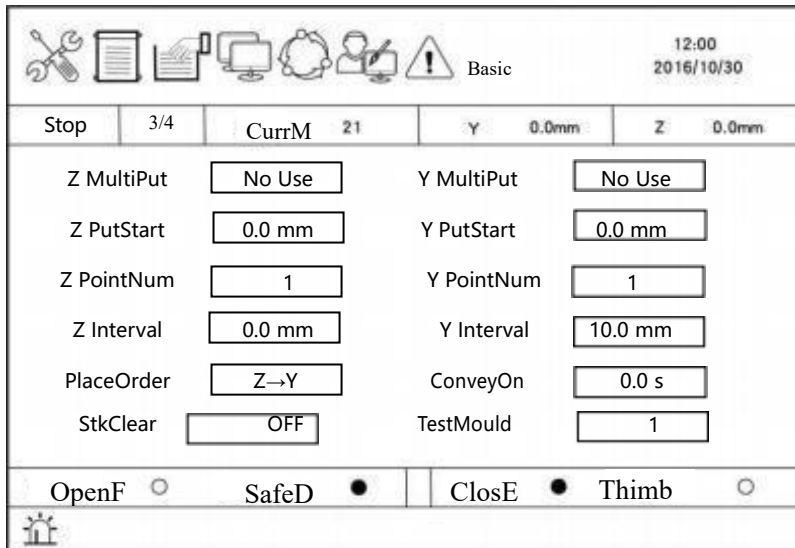 12:00
Basic 2016/10/30
Stop 3/4 CurrM 21 Y 0.0mm Z 0.0mm
Z MultiPut No Use Y MultiPut No Use
Z PutStart 0.0 mm Y PutStart 0.0 mm
Z PointNum 1 Y PointNum 1
Z Interval 0.0 mm Y Interval 10.0 mm
PlaceOrder Z→Y ConveyOn 0.0 s
StkClear OFF TestMould 1
OpenF SafeD ClosE Thimb